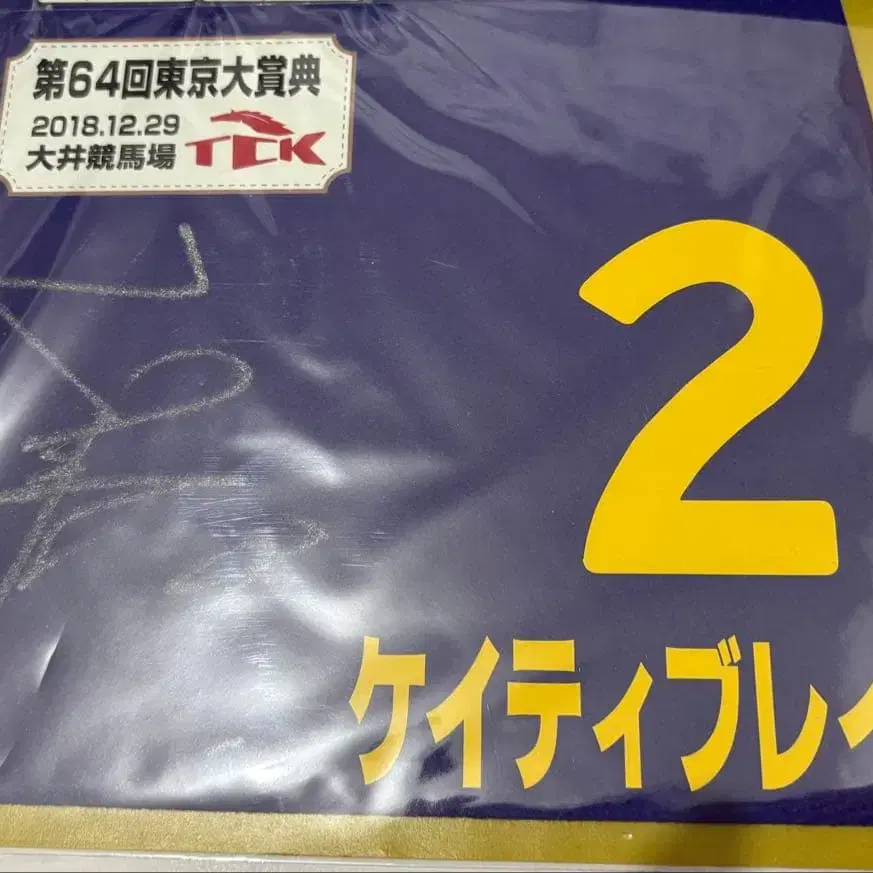 第64回東京大賞典
2018.12.29
大井競馬場 TCK
2
ケイティブレイ